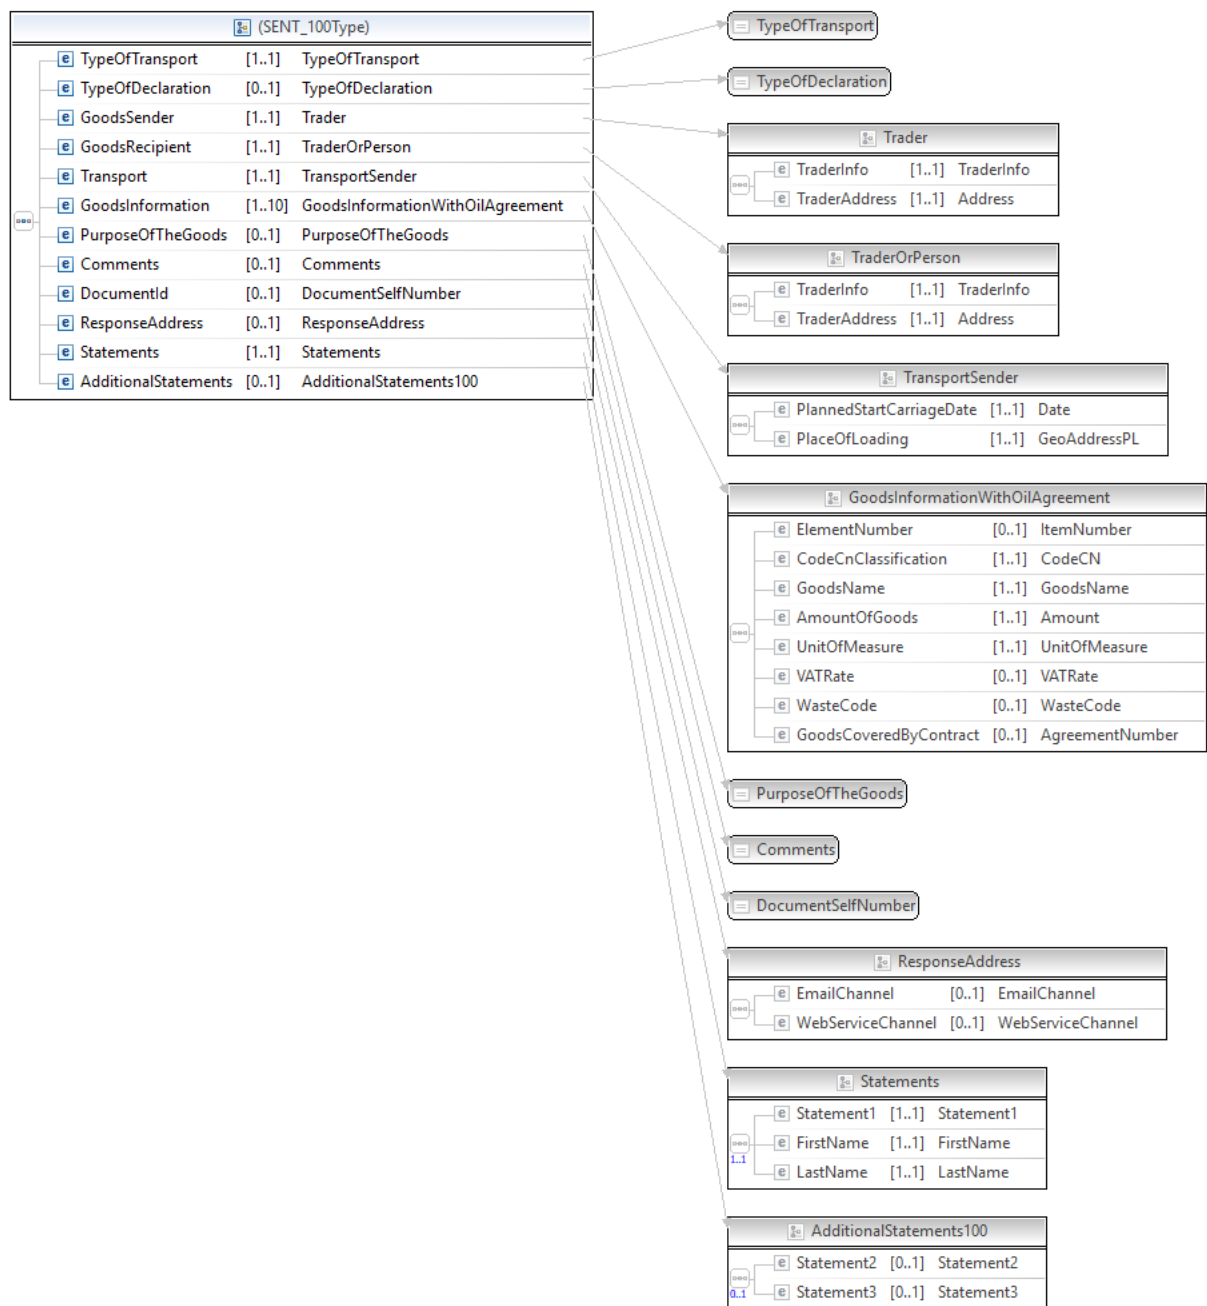 (SENT_100Type)
e TypeOfTransport [1..1] TypeOfTransport
e TypeOfDeclaration [0..1] TypeOfDeclaration
e GoodsSender [1..1] Trader
e GoodsRecipient [1..1] TraderOrPerson
e Transport [1..1] TransportSender
e GoodsInformation [1..10] GoodsInformationWithOilAgreement
e PurposeOfTheGoods [0..1] PurposeOfTheGoods
e Comments [0..1] Comments
e DocumentId [0..1] DocumentSelfNumber
e ResponseAddress [0..1] ResponseAddress
e Statements [1..1] Statements
e AdditionalStatements [0..1] AdditionalStatements100
TypeOfTransport
TypeOfDeclaration
Trader
e TraderInfo [1..1] TraderInfo
e TraderAddress [1..1] Address
TraderOrPerson
e TraderInfo [1..1] TraderInfo
e TraderAddress [1..1] Address
TransportSender
e PlannedStartCarriageDate [1..1] Date
e PlaceOfLoading [1..1] GeoAddressPL
GoodsInformationWithOilAgreement
e ElementNumber [0..1] ItemNumber
e CodeCnClassification [1..1] CodeCN
e GoodsName [1..1] GoodsName
e AmountOfGoods [1..1] Amount
e UnitOfMeasure [1..1] UnitOfMeasure
e VATRate [0..1] VATRate
e WasteCode [0..1] WasteCode
e GoodsCoveredByContract [0..1] AgreementNumber
PurposeOfTheGoods
Comments
DocumentSelfNumber
ResponseAddress
e EmailChannel [0..1] EmailChannel
e WebServiceChannel [0..1] WebServiceChannel
Statements
e Statement1 [1..1] Statement1
e FirstName [1..1] FirstName
1..1
e LastName [1..1] LastName
AdditionalStatements100
e Statement2 [0..1] Statement2
0..1
e Statement3 [0..1] Statement3